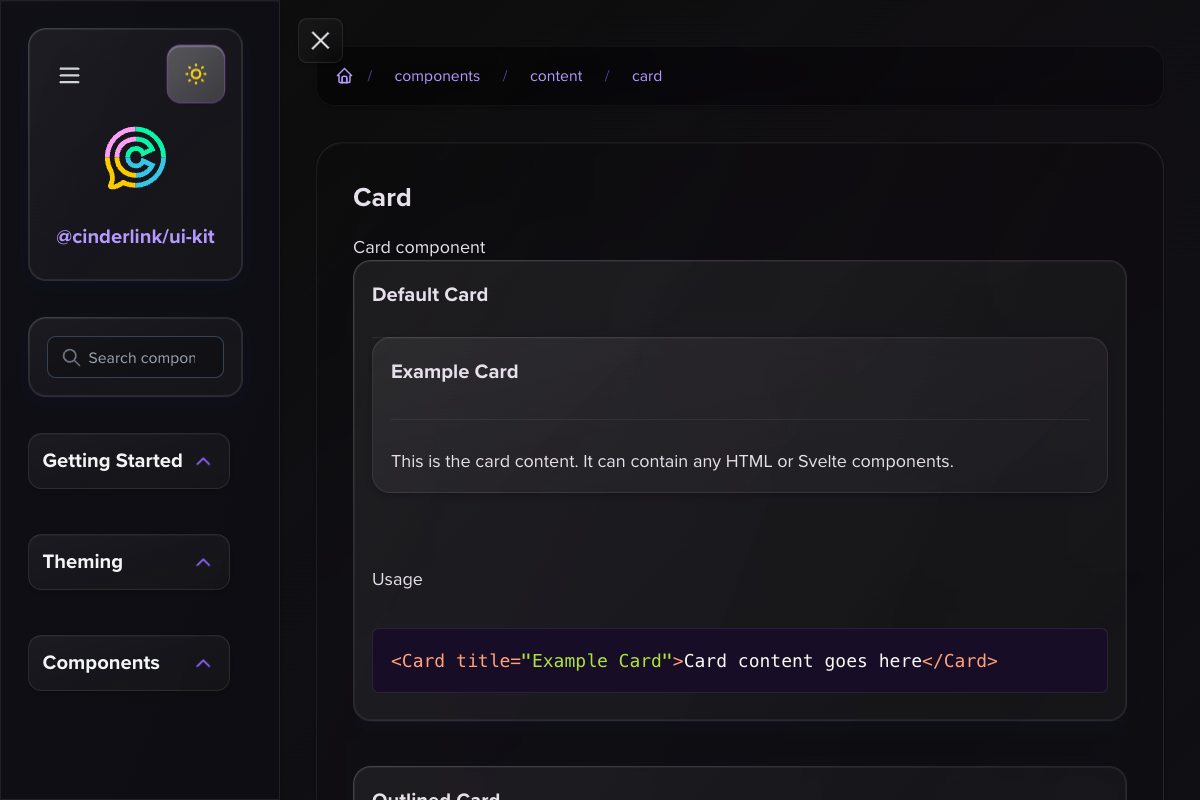 @cinderlink/ui-kit
Search compon
Getting Started
Theming
Components
/ components / content / card
Card
Card component
Default Card
Example Card
This is the card content. It can contain any HTML or Svelte components.
Usage
<Card title="Example Card">Card content goes here</Card>
Outlined Card